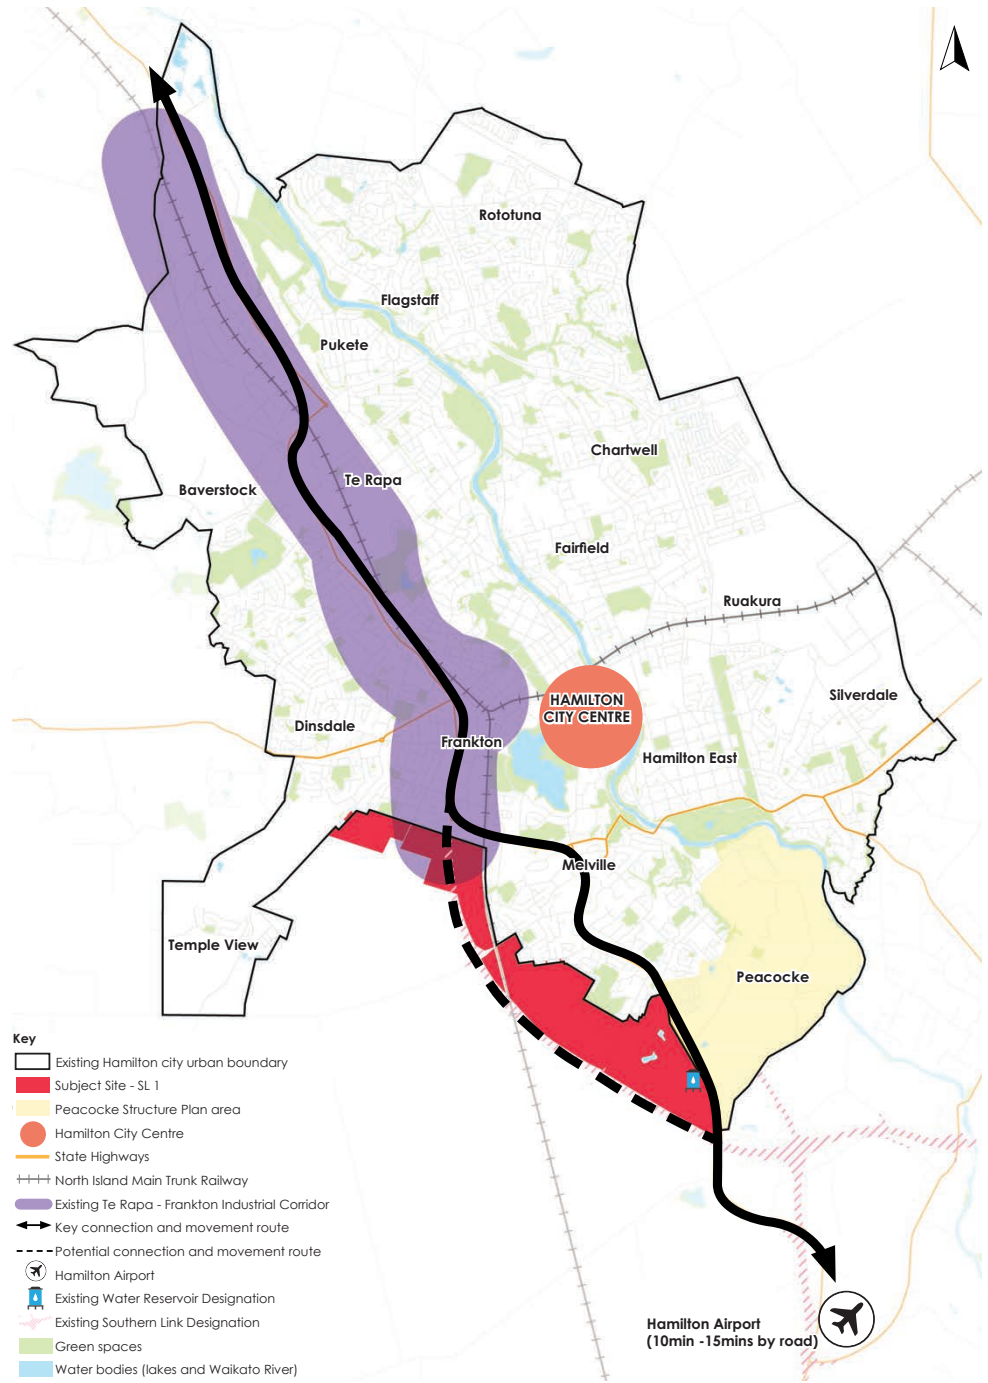 Rototuna
Flagstaff
Pukete
Chartwell
Te Rapa
Baverstock
Fairfield
Ruakura
Silverdale
HAMILTON
CITY CENTRE
Dinsdale
Frankton
Hamilton East
Melville
Temple View
Peacocke
Key
Existing Hamilton city urban boundary
Subject Site - SL 1
Peacocke Structure Plan area
Hamilton City Centre
State Highways
North Island Main Trunk Railway
Existing Te Rapa - Frankton Industrial Corridor
Key connection and movement route
Potential connection and movement route
Hamilton Airport
Existing Water Reservoir Designation
Existing Southern Link Designation
Green spaces
Water bodies (lakes and Waikato River)
Hamilton Airport
(10min -15mins by road)